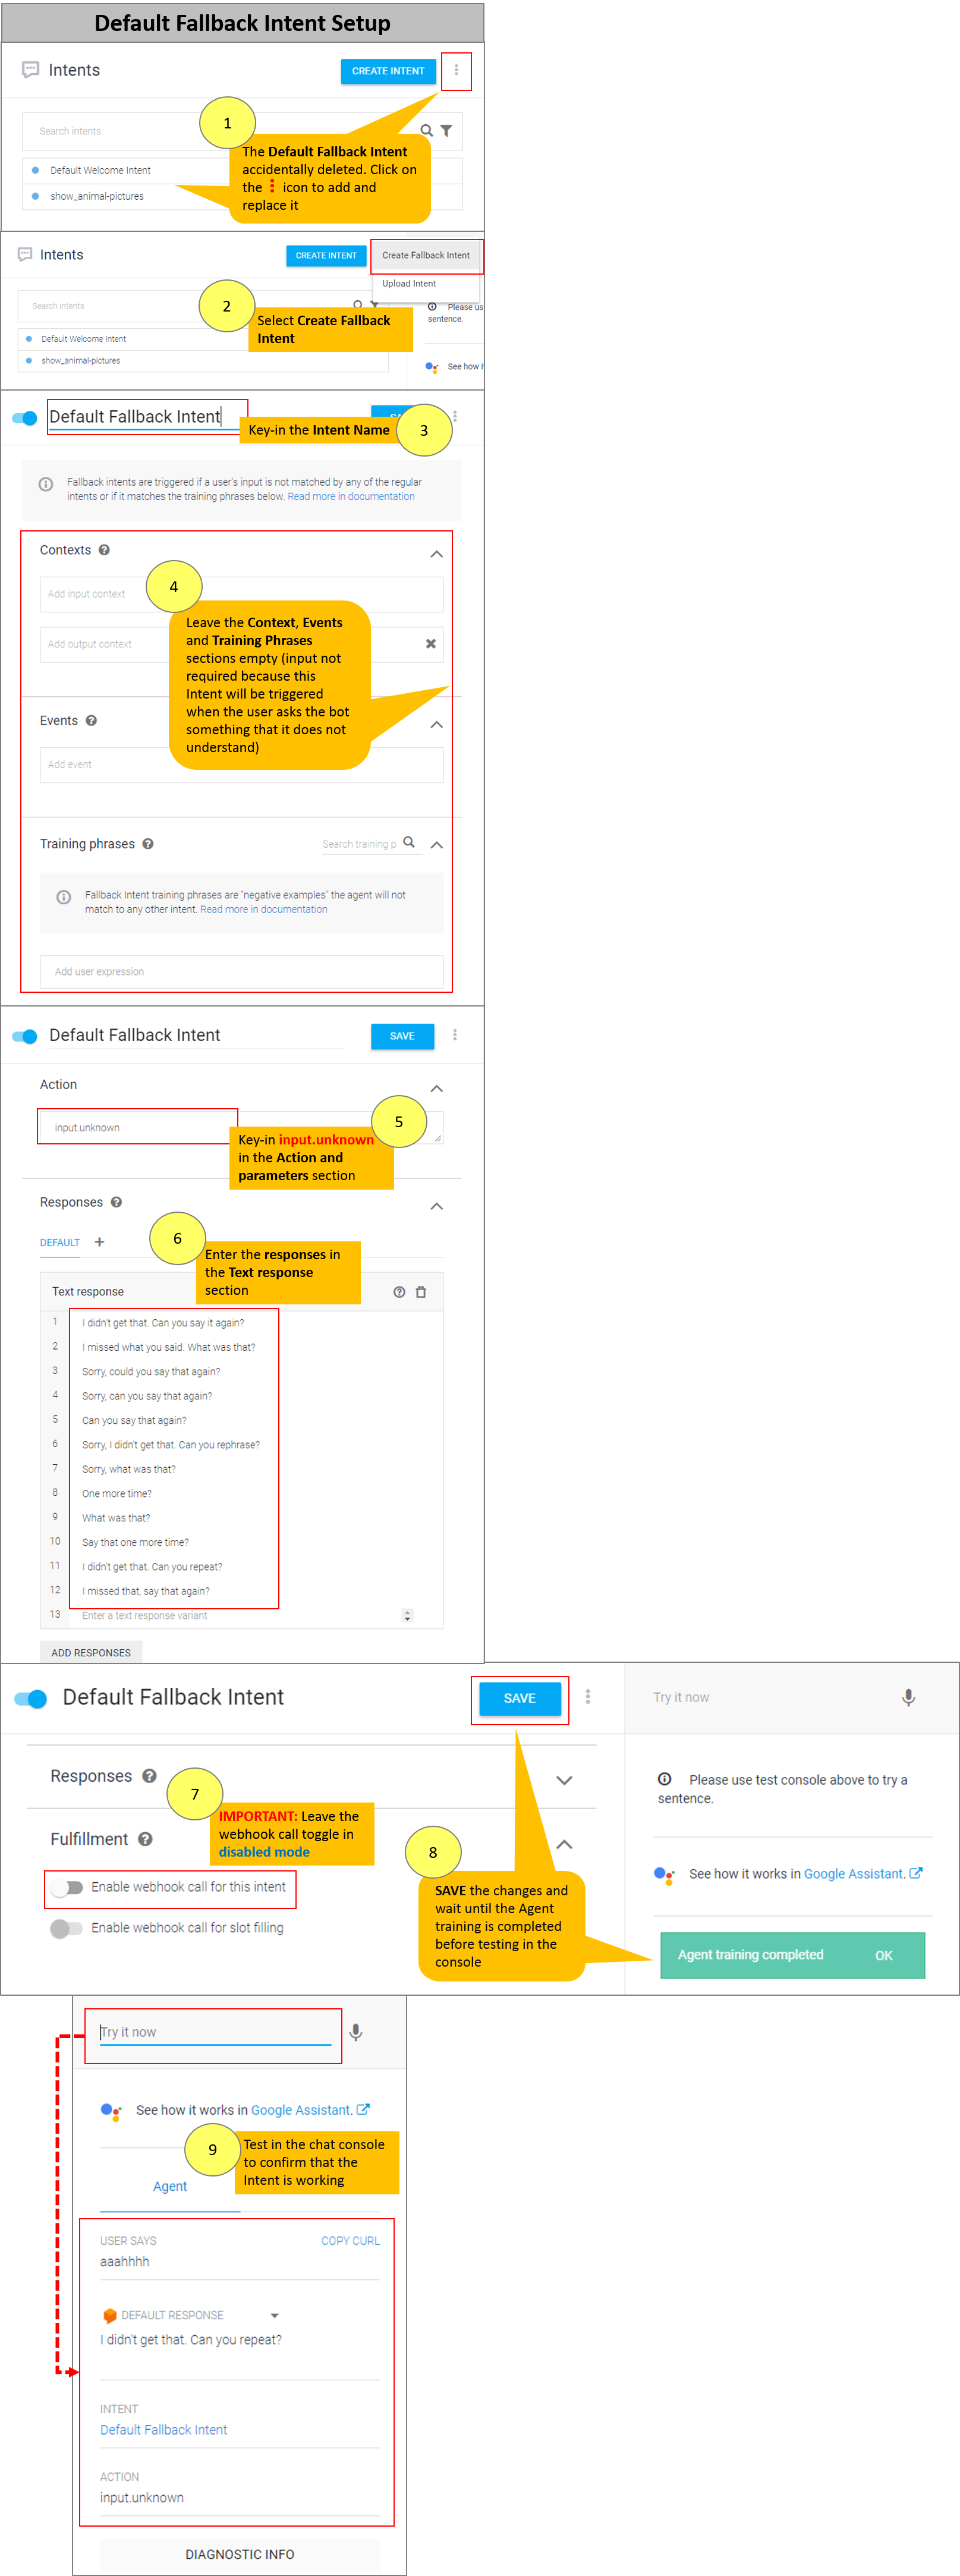 Default Fallback Intent Setup
Intents
CREATE INTENT
1
Search intents
The Default Fallback Intent
accidentally deleted. Click on
the icon to add and
replace it
Default Welcome Intent
show_animal-pictures
Intents
CREATE INTENT
Create Fallback Intent
Upload Intent
Search intents
2
Select Create Fallback
Intent
Please us
sentence.
Default Welcome Intent
show_animal-pictures
See how i
Default Fallback Intent
Key-in the Intent Name
3
Fallback intents are triggered if a user's input is not matched by any of the regular
intents or if it matches the training phrases below. Read more in documentation
Contexts
4
Add input context
Add output context
Leave the Context, Events
and Training Phrases
sections empty (input not
required because this
Intent will be triggered
when the user asks the bot
something that it does not
understand)
Events
Add event
Training phrases
Search training p
Fallback Intent training phrases are "negative examples" the agent will not
match to any other intent. Read more in documentation
Add user expression
Default Fallback Intent
SAVE
Action
input.unknown
5
Key-in input.unknown
in the Action and
parameters section
Responses
DEFAULT
6
Enter the responses in
the Text response
section
Text response
1 I didn't get that. Can you say it again?
2 I missed what you said. What was that?
3 Sorry, could you say that again?
4 Sorry, can you say that again?
5 Can you say that again?
6 Sorry, I didn't get that. Can you rephrase?
7 Sorry, what was that?
8 One more time?
9 What was that?
10 Say that one more time?
11 I didn't get that. Can you repeat?
12 I missed that, say that again?
13 Enter a text response variant
ADD RESPONSES
Default Fallback Intent
SAVE
Try it now
Responses
7
IMPORTANT: Leave the
webhook call toggle in
disabled mode
Fulfillment
Enable webhook call for this intent
Enable webhook call for slot filling
8
SAVE the changes and
wait until the Agent
training is completed
before testing in the
console
Please use test console above to try a
sentence.
See how it works in Google Assistant.
Agent training completed OK
Try it now
See how it works in Google Assistant.
9
Test in the chat console
to confirm that the
Intent is working
Agent
USER SAYS COPY CURL
aaahhhh
DEFAULT RESPONSE
I didn't get that. Can you repeat?
INTENT
Default Fallback Intent
ACTION
input.unknown
DIAGNOSTIC INFO